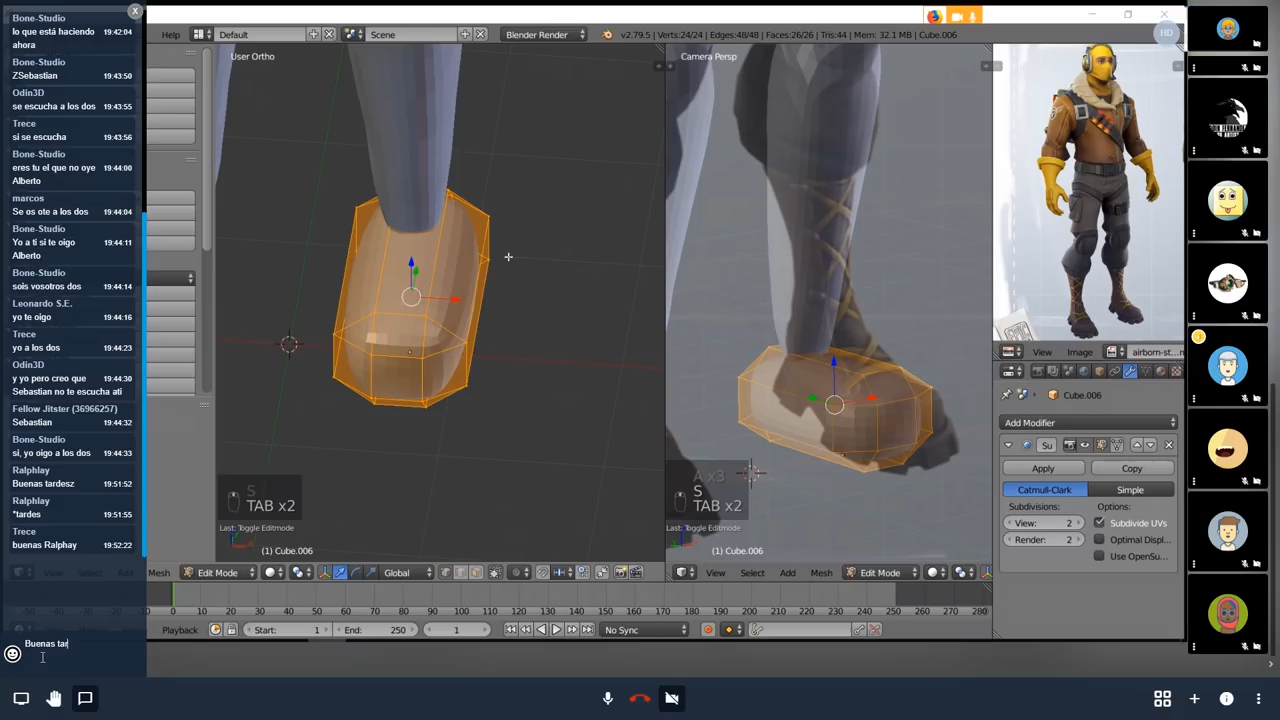 Bone-Studio
lo que está haciendo
ahora 19:42:04
Bone-Studio
ZSebastian 19:43:50
Odín3D
se escucha a los dos 19:43:55
Trece
si se escucha 19:43:56
Bone-Studio
eres tu el que no oye
Alberto 19:44:00
marcos
Se os ote a los dos 19:44:04
Bone-Studio
Yo a ti si te oigo
Alberto 19:44:11
Bone-Studio
sois vosotros dos 19:44:14
Leonardo S.E.
yo te oigo 19:44:16
Trece
yo a los dos 19:44:23
Odín3D
y yo pero creo que
Sebastian no te escucha ati 19:44:30
Fellow Jitster (36966257)
Sebastian 19:44:32
Bone-Studio
si, yo oigo a los dos 19:44:33
Ralphlay
Buenas tardesz 19:51:52
Ralphlay
*tardes 19:51:55
Trece
buenas Ralphay 19:52:22
View Select Add
Buenas tar
X
Help Default Scene Blender Render v2.79.5 | Verts:24/24 | Edges:48/48 | Faces:26/26 | Tris:44 | Mem: 32.1 MB | Cube.006
HD
User Ortho
S
TAB x2
Last: Toggle Editmode
(1) Cube.006
Camera Persp
A x3
S
TAB x2
Last: Toggle Editmode
(1) Cube.006
EPIC
View Image airborn-st...
Cube.006
Add Modifier
Su
Apply Copy
Catmull-Clark Simple
Subdivisions: Options:
View: 2 Subdivide UVs
Render: 2 Optimal Displ...
Use OpenSu...
Mesh Edit Mode Global
View Select Add Mesh Edit Mode
-50 0 10 20 30 40 50 60 70 80 90 100 110 120 130 140 150 160 170 180 190 200 210 220 230 240 250 260 270 280
Playback Start: 1 End: 250 1 No Sync